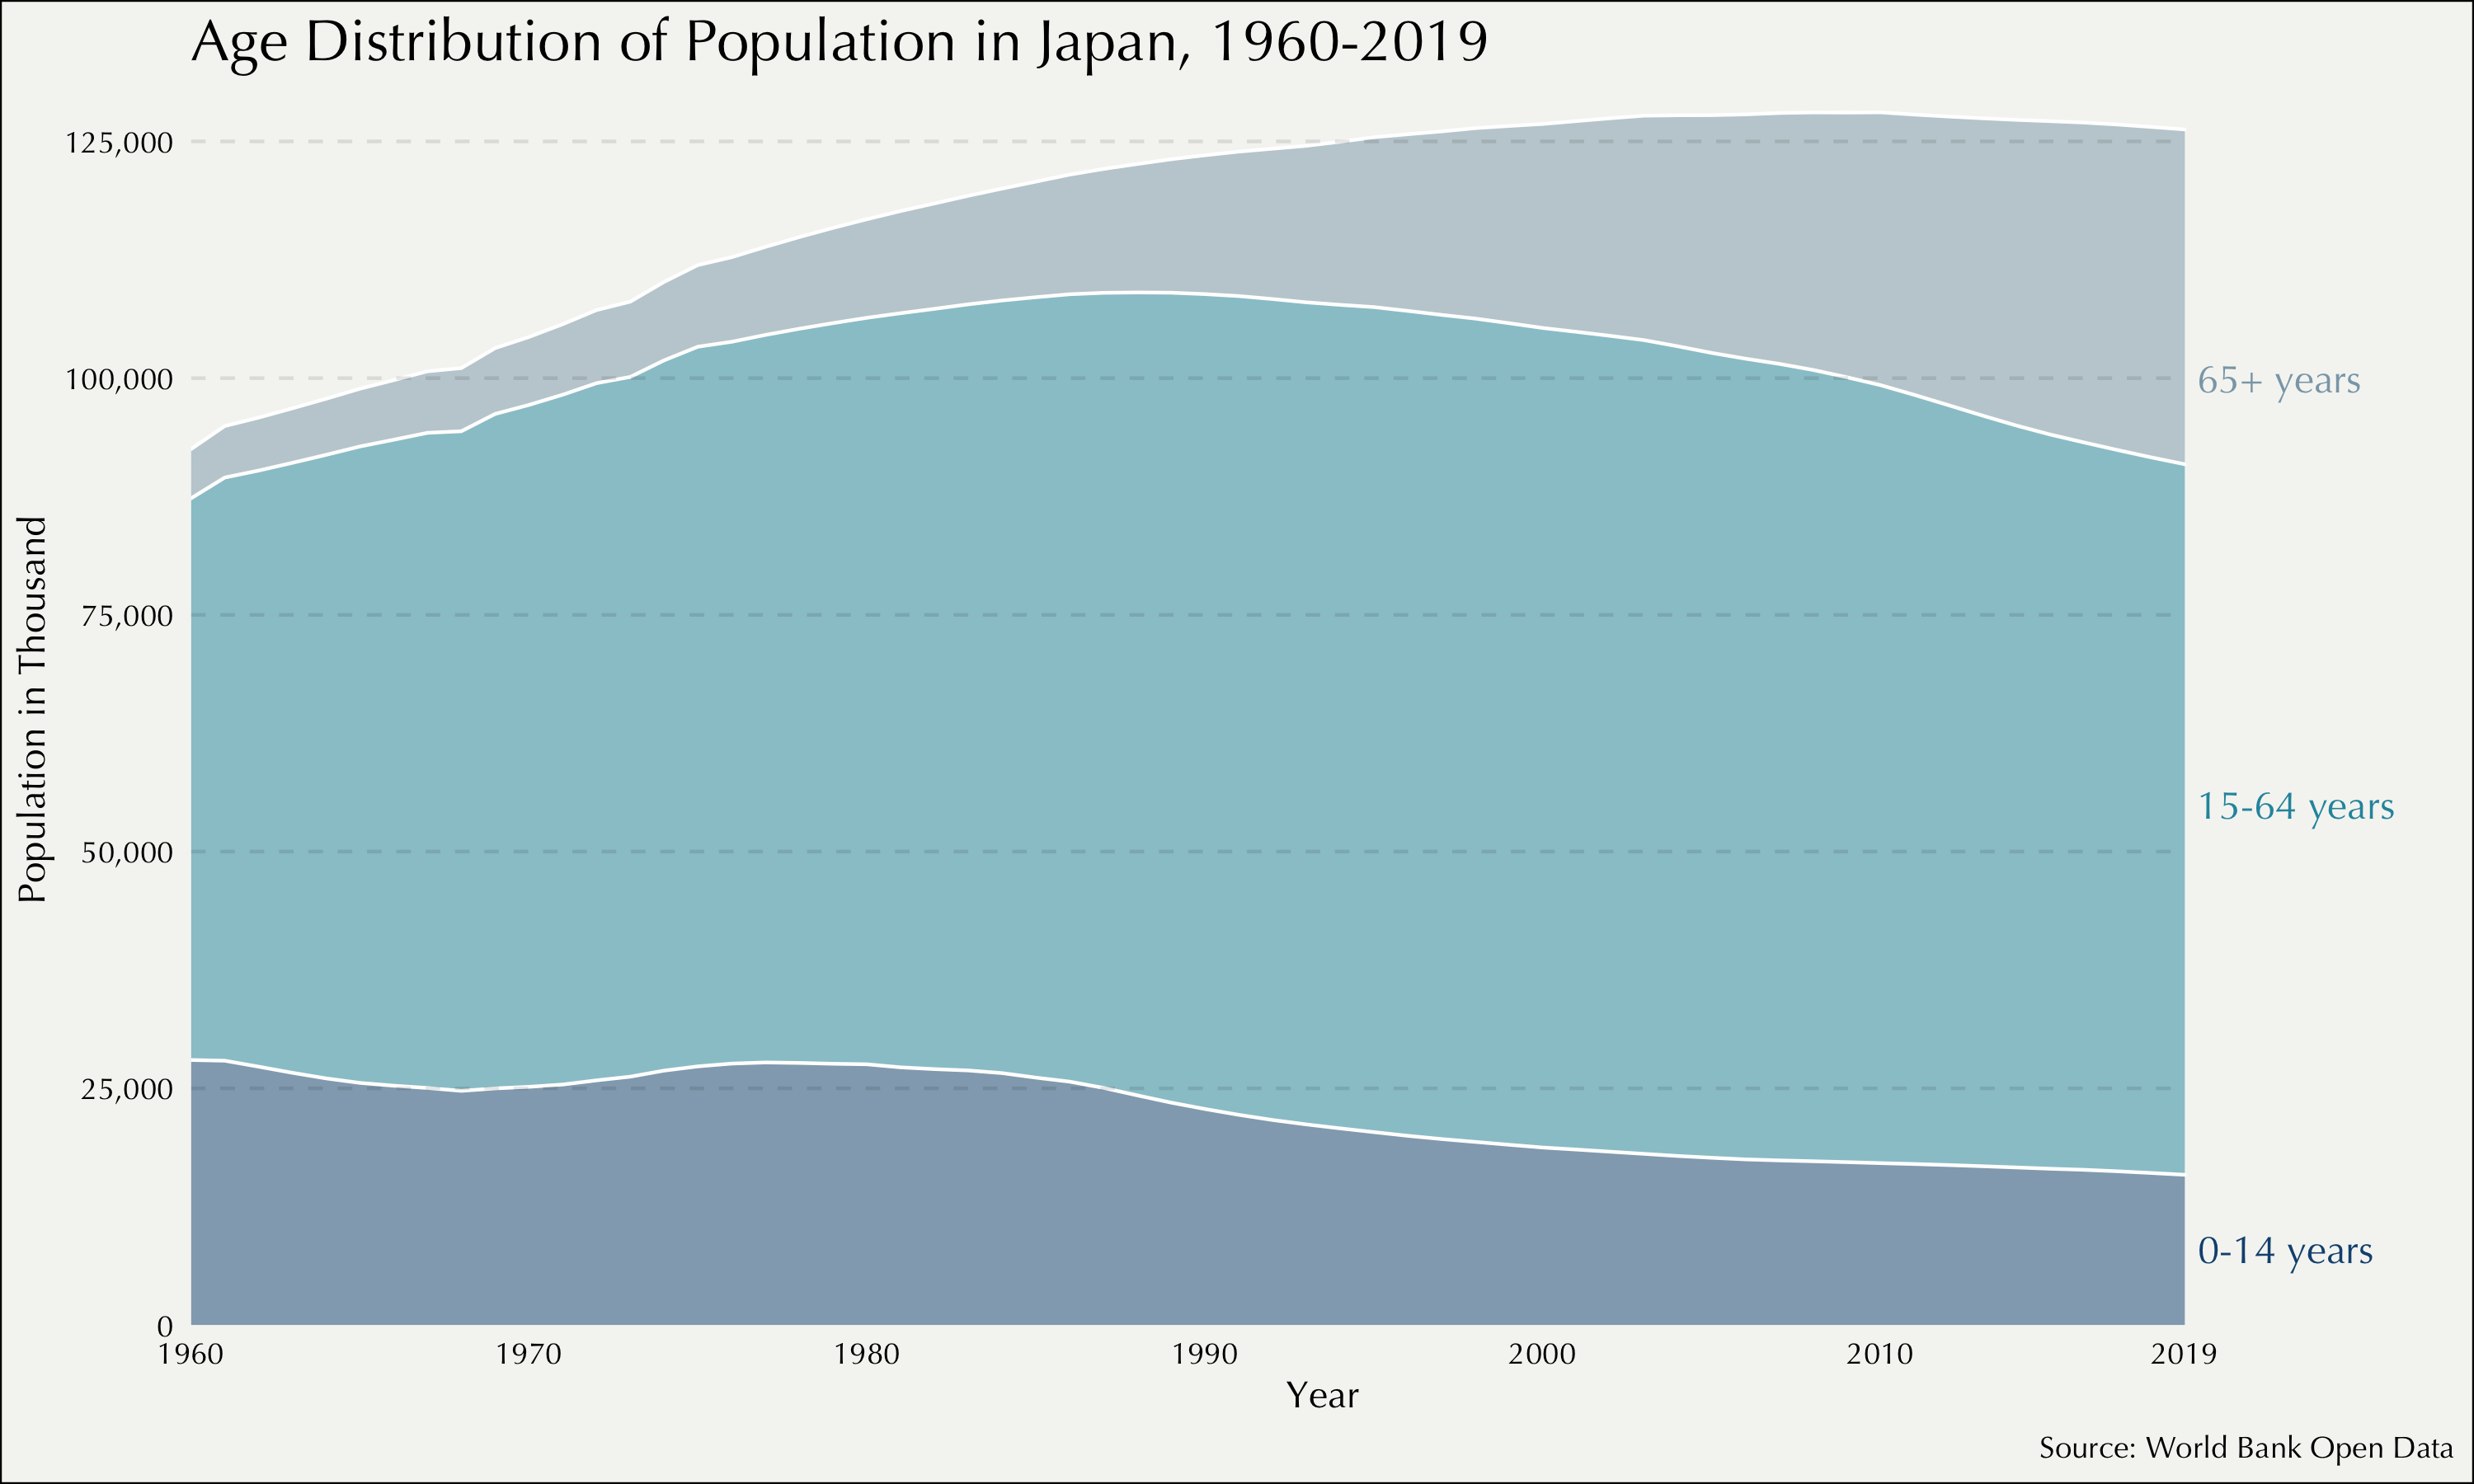 Age Distribution of Population in Japan, 1960-2019
125,000
100,000
75,000
50,000
25,000
0
Population in Thousand
65+ years
15-64 years
0-14 years
1960 1970 1980 1990 2000 2010 2019
Year
Source: World Bank Open Data